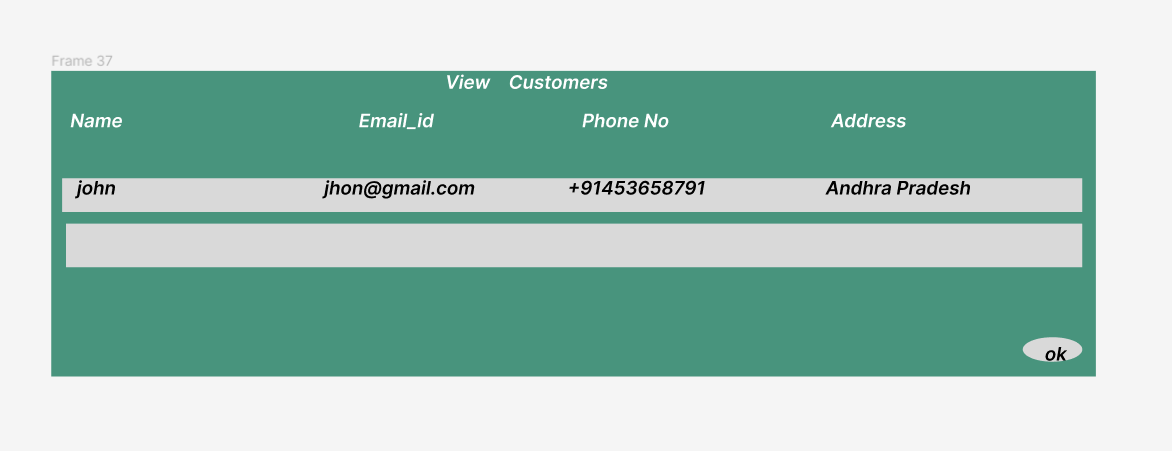 Frame 37
View Customers
Name Email_id Phone No Address
john jhon@gmail.com +91453658791 Andhra Pradesh
ok